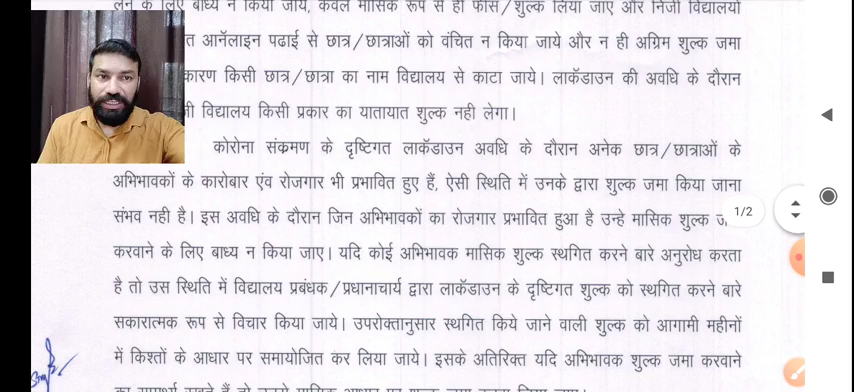 लेने के लिए बाध्य न किया जाये, केवल मासिक रूप से ही फीस/शुल्क लिया जाए और निजी विद्यालयों
त आनॅलाइन पढाई से छात्र/छात्राओं को वंचित न किया जाये और न ही अग्रिम शुल्क जमा
कारण किसी छात्र/छात्रा का नाम विद्यालय से काटा जाये। लाकॅडाउन की अवधि के दौरान
विद्यालय किसी प्रकार का यातायात शुल्क नही लेगा।
कोरोना संक्रमण के दृष्टिगत लाकॅडाउन अवधि के दौरान अनेक छात्र/छात्राओं के
अभिभावकों के कारोबार एंव रोजगार भी प्रभावित हुए हैं, ऐसी स्थिति में उनके द्वारा शुल्क जमा किया जाना
संभव नही है। इस अवधि के दौरान जिन अभिभावकों का रोजगार प्रभावित हुआ है उन्हे मासिक शुल्क ज
1/2
करवाने के लिए बाध्य न किया जाए। यदि कोई अभिभावक मासिक शुल्क स्थगित करने बारे अनुरोध करता
है तो उस स्थिति में विद्यालय प्रबंधक/प्रधानाचार्य द्वारा लाकॅडाउन के दृष्टिगत शुल्क को स्थगित करने बारे
सकारात्मक रूप से विचार किया जाये। उपरोक्तानुसार स्थगित किये जाने वाली शुल्क को आगामी महीनों
में किश्तों के आधार पर समायोजित कर लिया जाये। इसके अतिरिक्त यदि अभिभावक शुल्क जमा करवाने